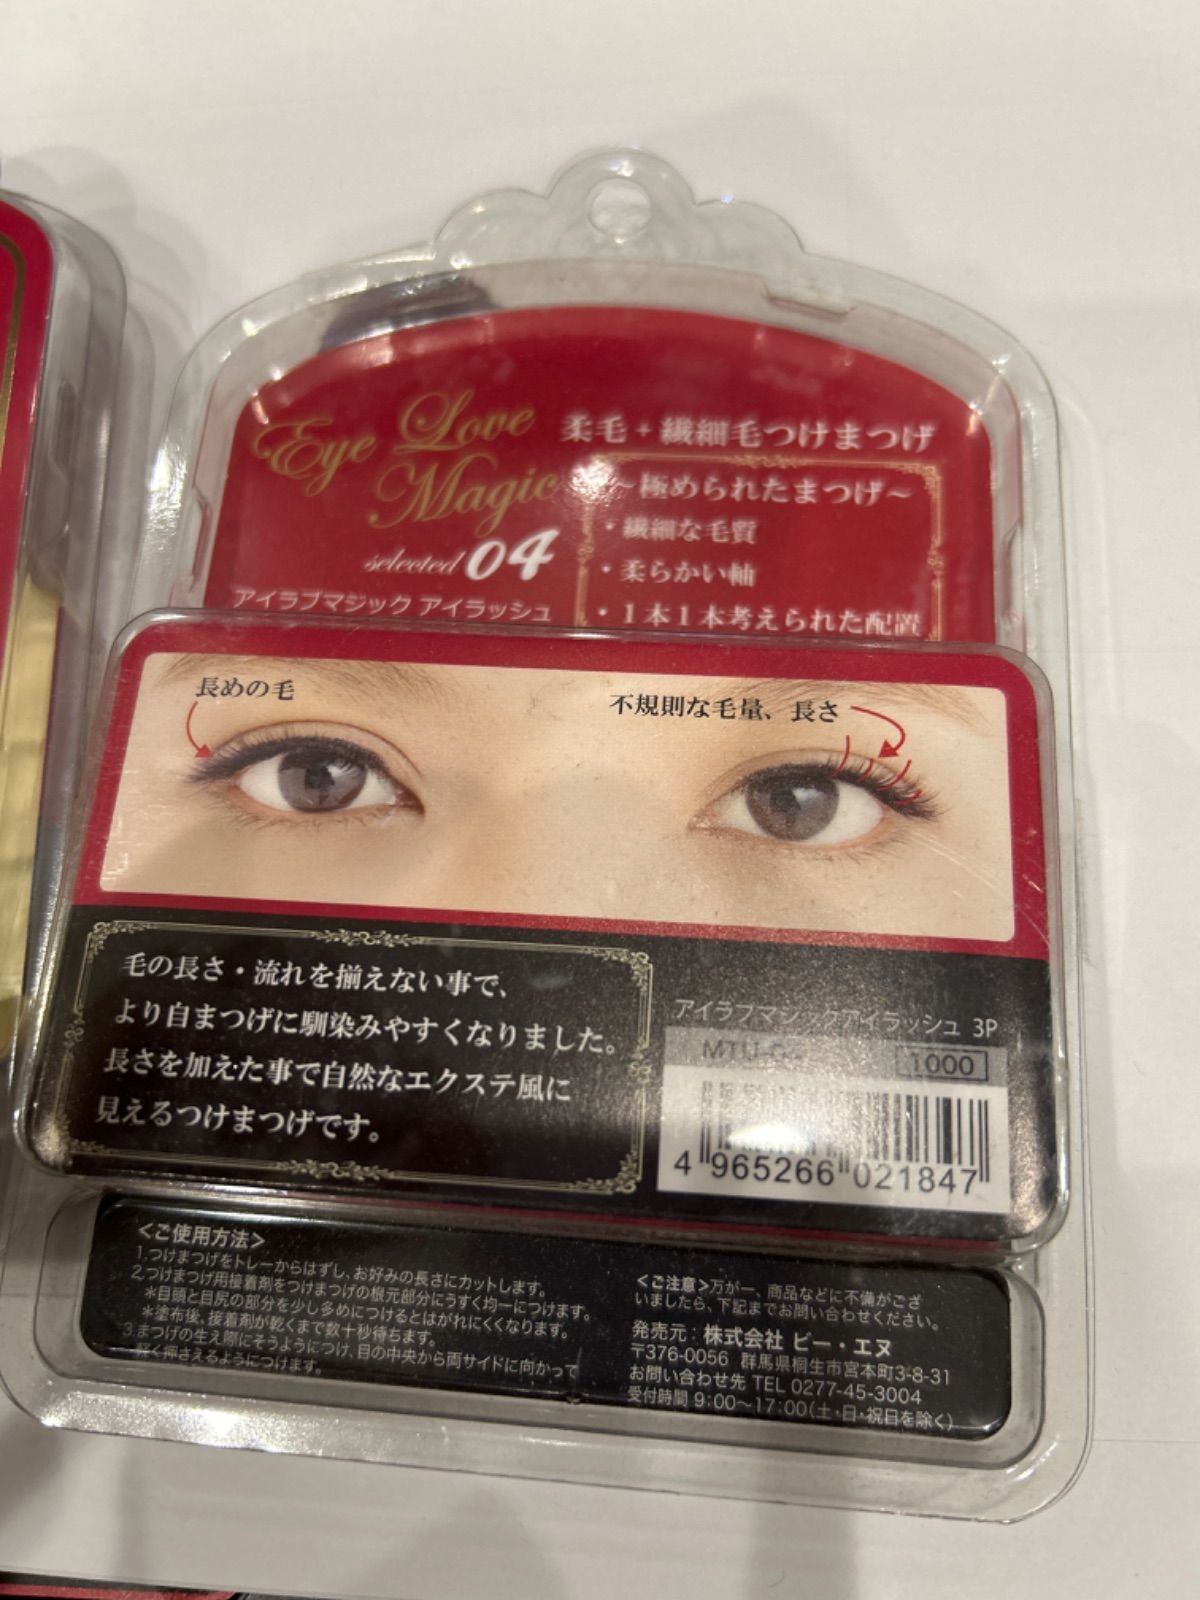 Eye Love
Magic
selected 04
アイラブマジック アイラッシュ
柔毛+繊細毛つけまつげ
～極められたまつげ～
・繊細な毛質
・柔らかい軸
・1本1本考えられた配置
長めの毛
不規則な毛量、長さ
毛の長さ・流れを揃えない事で、
より自まつげに馴染みやすくなりました。
長さを加えた事で自然なエクステ風に
見えるつけまつげです。
アイラブマジックアイラッシュ 3P
1000
4 965266 021847
<ご使用方法>
1.つけまつげをトレーからはずし、お好みの長さにカットします。
2.つけまつげ用接着剤をつけまつげの根元部分にうすく均一につけます。
*目頭と目尻の部分を少し多めにつけるとはがれにくくなります。
*塗布後、接着剤が乾くまで数十秒待ちます。
3.まつげの生え際にそうようにつけ、目の中央から両サイドに向かって
軽く押さえるようにつけます。
<ご注意>万が一、商品などに不備がござ
いましたら、下記までお問い合わせください。
発売元：株式会社 ビー・エヌ
〒376-0056 群馬県桐生市宮本町3-8-31
お問い合わせ先 TEL 0277-45-3004
受付時間 9:00～17:00(土・日・祝日を除く)